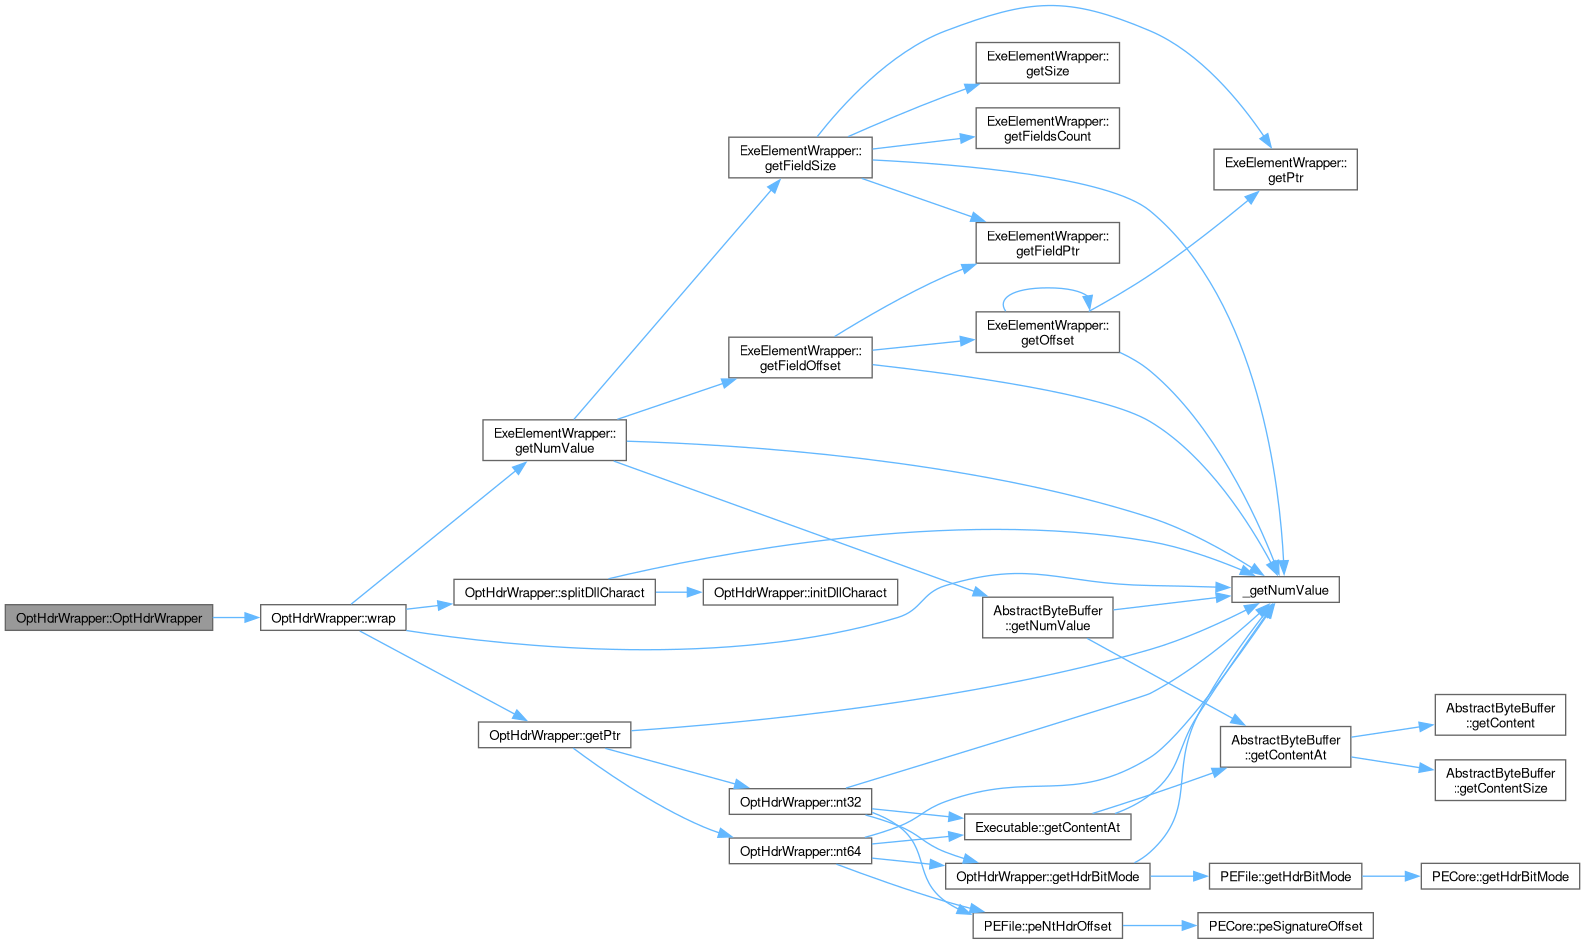 OptHdrWrapper::OptHdrWrapper
OptHdrWrapper::wrap
ExeElementWrapper::
getNumValue
OptHdrWrapper::splitDllCharact
OptHdrWrapper::getPtr
ExeElementWrapper::
getFieldSize
ExeElementWrapper::
getFieldOffset
OptHdrWrapper::initDllCharact
OptHdrWrapper::nt32
OptHdrWrapper::nt64
ExeElementWrapper::
getSize
ExeElementWrapper::
getFieldsCount
ExeElementWrapper::
getFieldPtr
ExeElementWrapper::
getOffset
AbstractByteBuffer
::getNumValue
Executable::getContentAt
OptHdrWrapper::getHdrBitMode
PEFile::peNtHdrOffset
ExeElementWrapper::
getPtr
_getNumValue
AbstractByteBuffer
::getContentAt
PEFile::getHdrBitMode
PECore::peSignatureOffset
AbstractByteBuffer
::getContent
AbstractByteBuffer
::getContentSize
PECore::getHdrBitMode